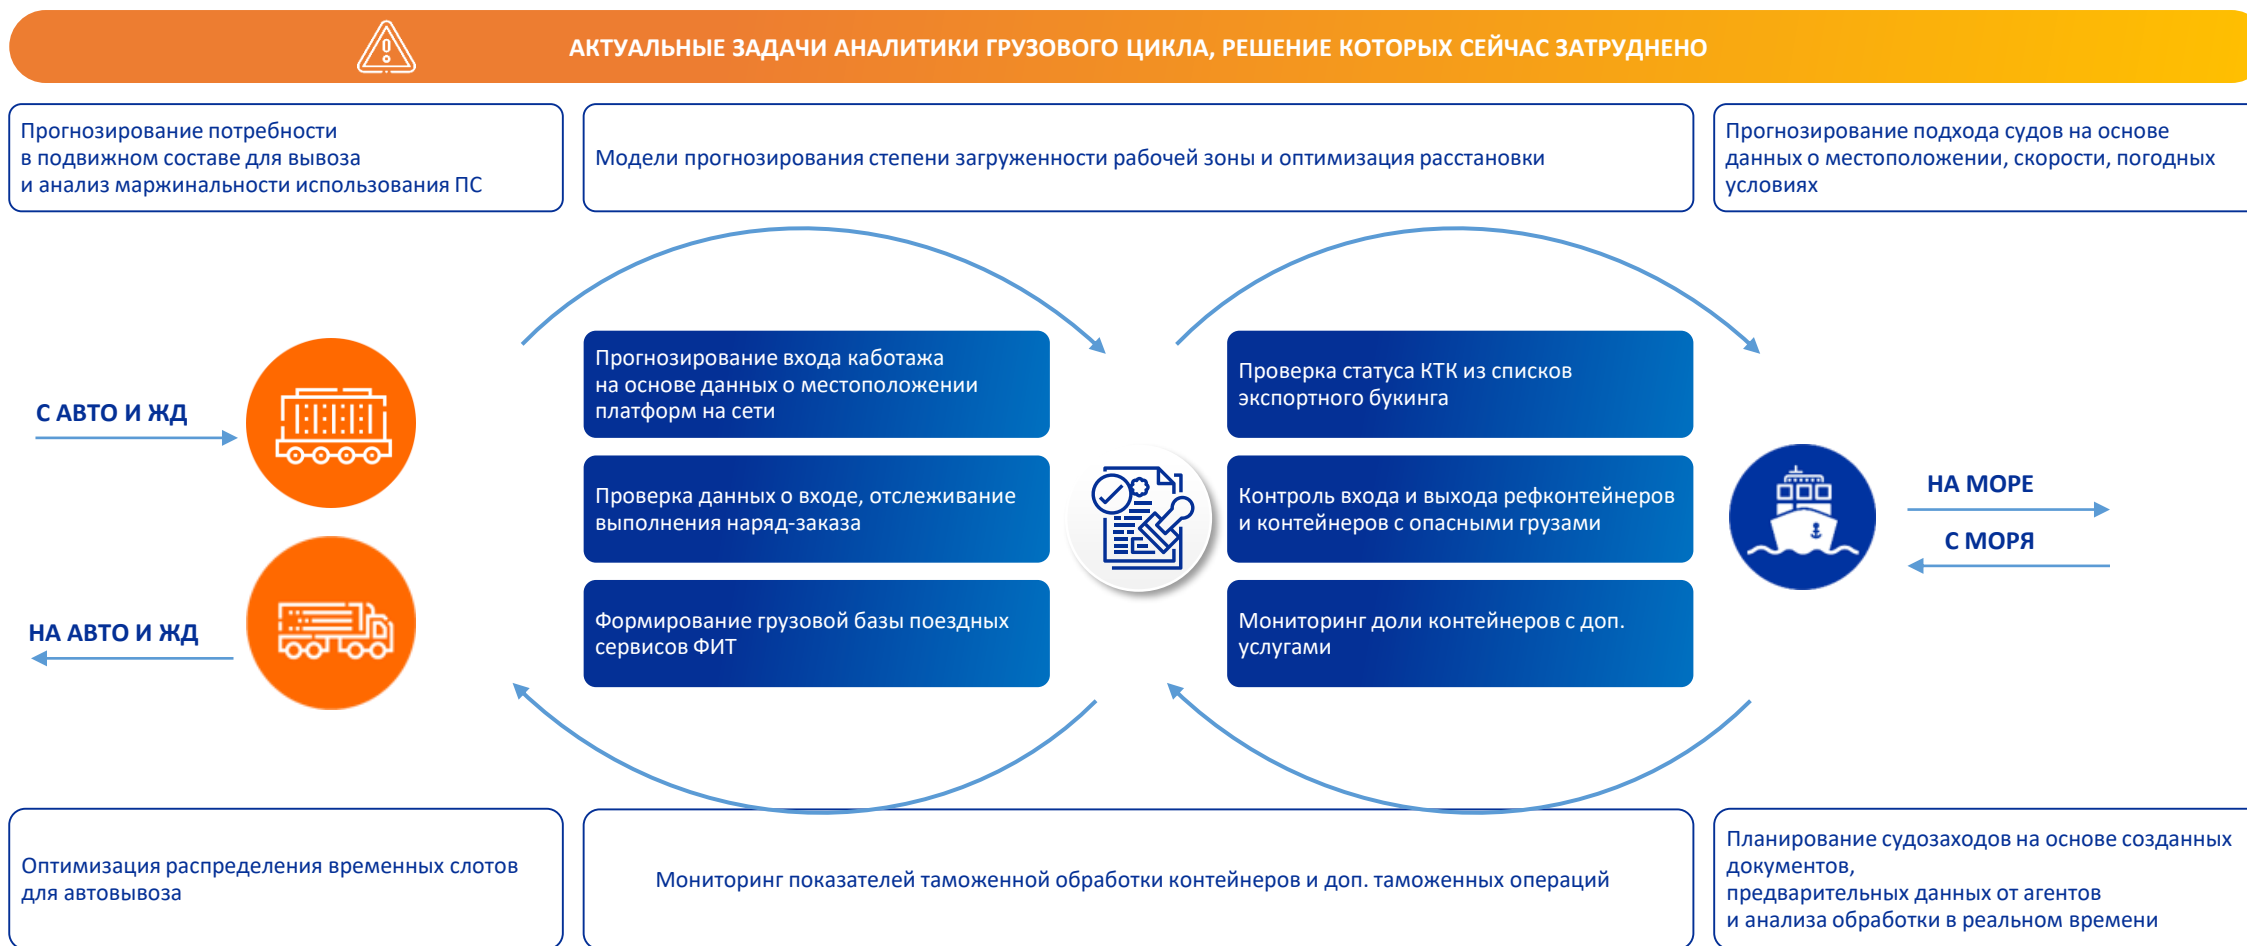 АКТУАЛЬНЫЕ ЗАДАЧИ АНАЛИТИКИ ГРУЗОВОГО ЦИКЛА, РЕШЕНИЕ КОТОРЫХ СЕЙЧАС ЗАТРУДНЕНО
Прогнозирование потребности
в подвижном составе для вывоза
и анализ маржинальности использования ПС
Модели прогнозирования степени загруженности рабочей зоны и оптимизация расстановки
Прогнозирование подхода судов на основе
данных о местоположении, скорости, погодных
условиях
С АВТО И ЖД
НА АВТО И ЖД
Прогнозирование входа каботажа
на основе данных о местоположении
платформ на сети
Проверка данных о входе, отслеживание
выполнения наряд-заказа
Формирование грузовой базы поездных
сервисов ФИТ
Проверка статуса КТК из списков
экспортного букинга
Контроль входа и выхода рефконтейнеров
и контейнеров с опасными грузами
Мониторинг доли контейнеров с доп.
услугами
НА МОРЕ
С МОРЯ
Оптимизация распределения временных слотов
для автовывоза
Мониторинг показателей таможенной обработки контейнеров и доп. таможенных операций
Планирование судозаходов на основе созданных
документов,
предварительных данных от агентов
и анализа обработки в реальном времени